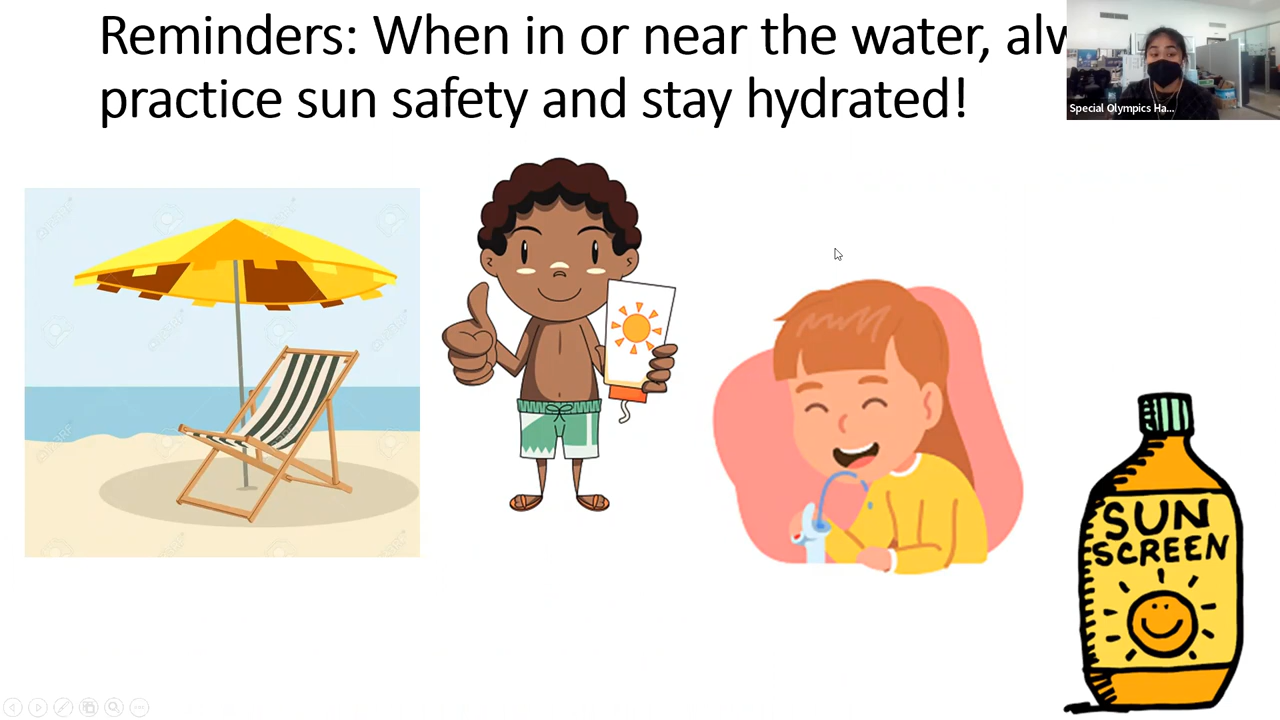 Reminders: When in or near the water, alw
practice sun safety and stay hydrated!
Special Olympics Ha...
SUN
SCREEN